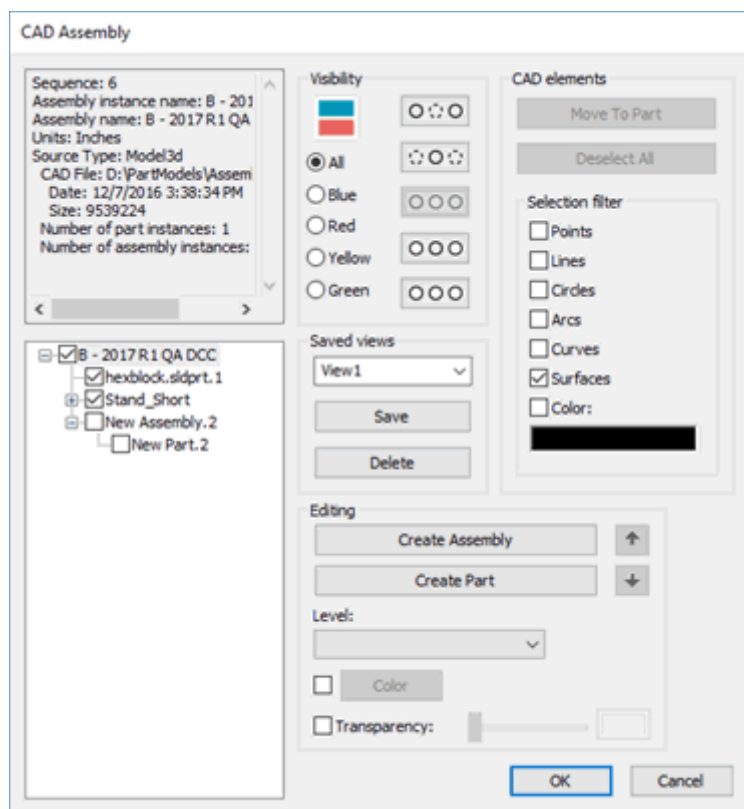 CAD Assembly
Sequence: 6
Assembly instance name: B - 201
Assembly name: B - 2017 R1 QA
Units: Inches
Source Type: Model3d
CAD File: D:\PartModels\Assem
Date: 12/7/2016 3:38:34 PM
Size: 9539224
Number of part instances: 1
Number of assembly instances:
B - 2017 R1 QA DCC
hexblock.sldprt.1
Stand_Short
New Assembly.2
New Part.2
Visibility
All
Blue
Red
Yellow
Green
Saved views
View1
Save
Delete
CAD elements
Move To Part
Deselect All
Selection filter
Points
Lines
Circles
Arcs
Curves
Surfaces
Color:
Editing
Create Assembly
Create Part
Level:
Color
Transparency:
OK
Cancel